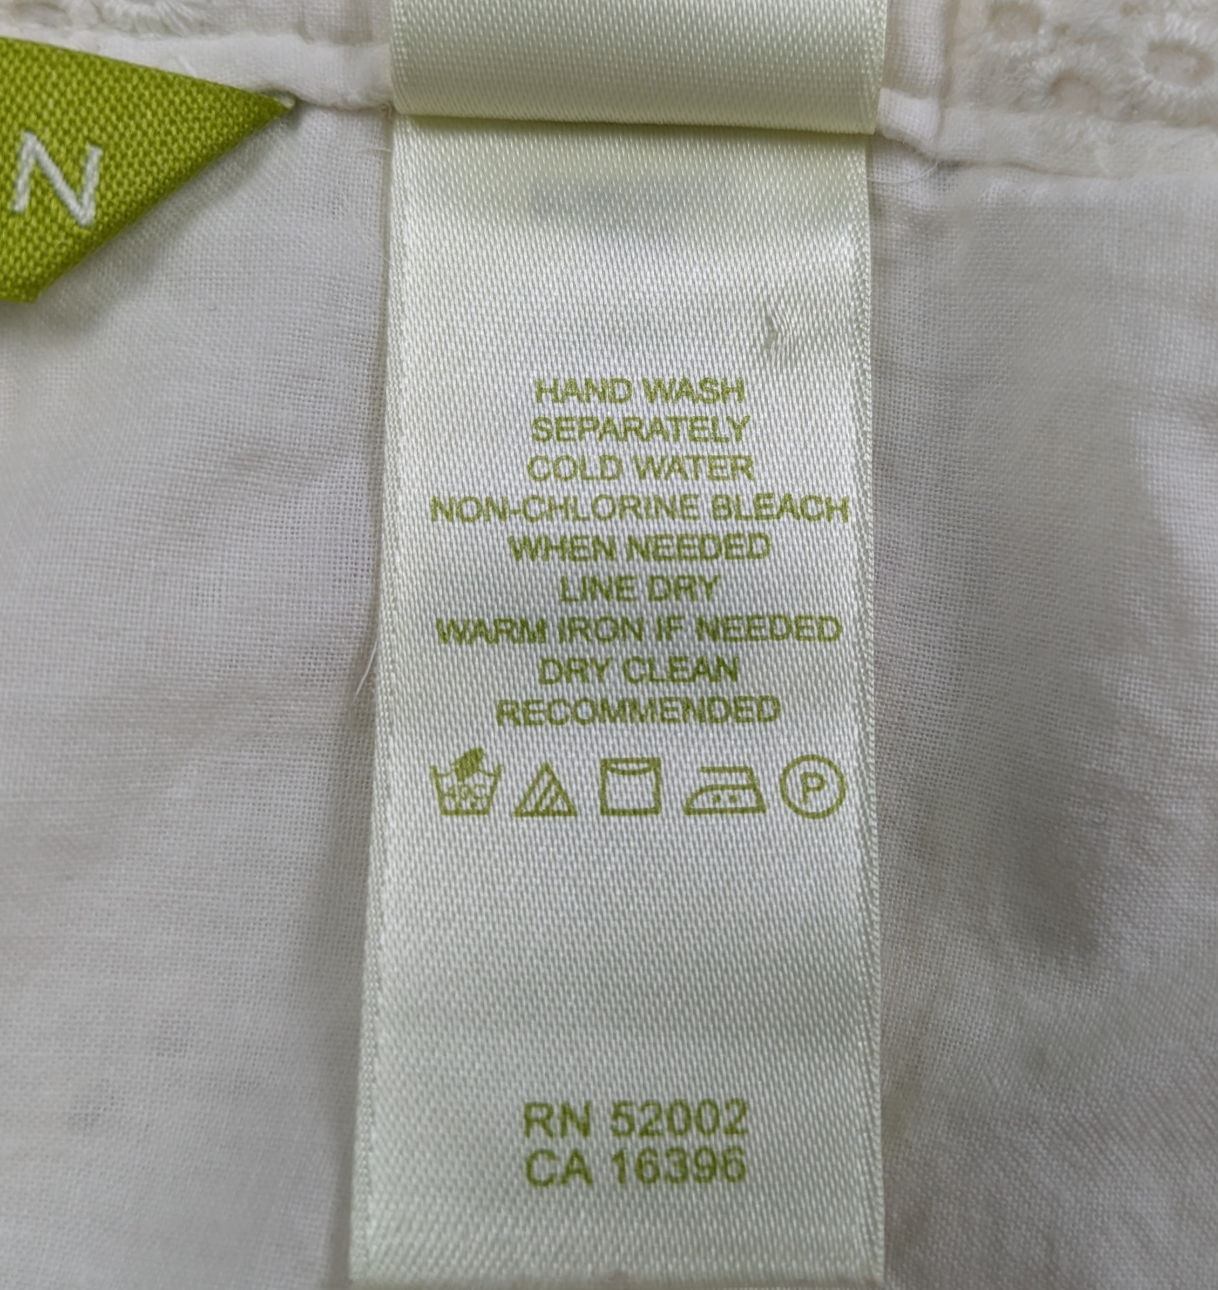 N
HAND WASH
SEPARATELY
COLD WATER
NON-CHLORINE BLEACH
WHEN NEEDED
LINE DRY
WARM IRON IF NEEDED
DRY CLEAN
RECOMMENDED
P
RN 52002
CA 16396